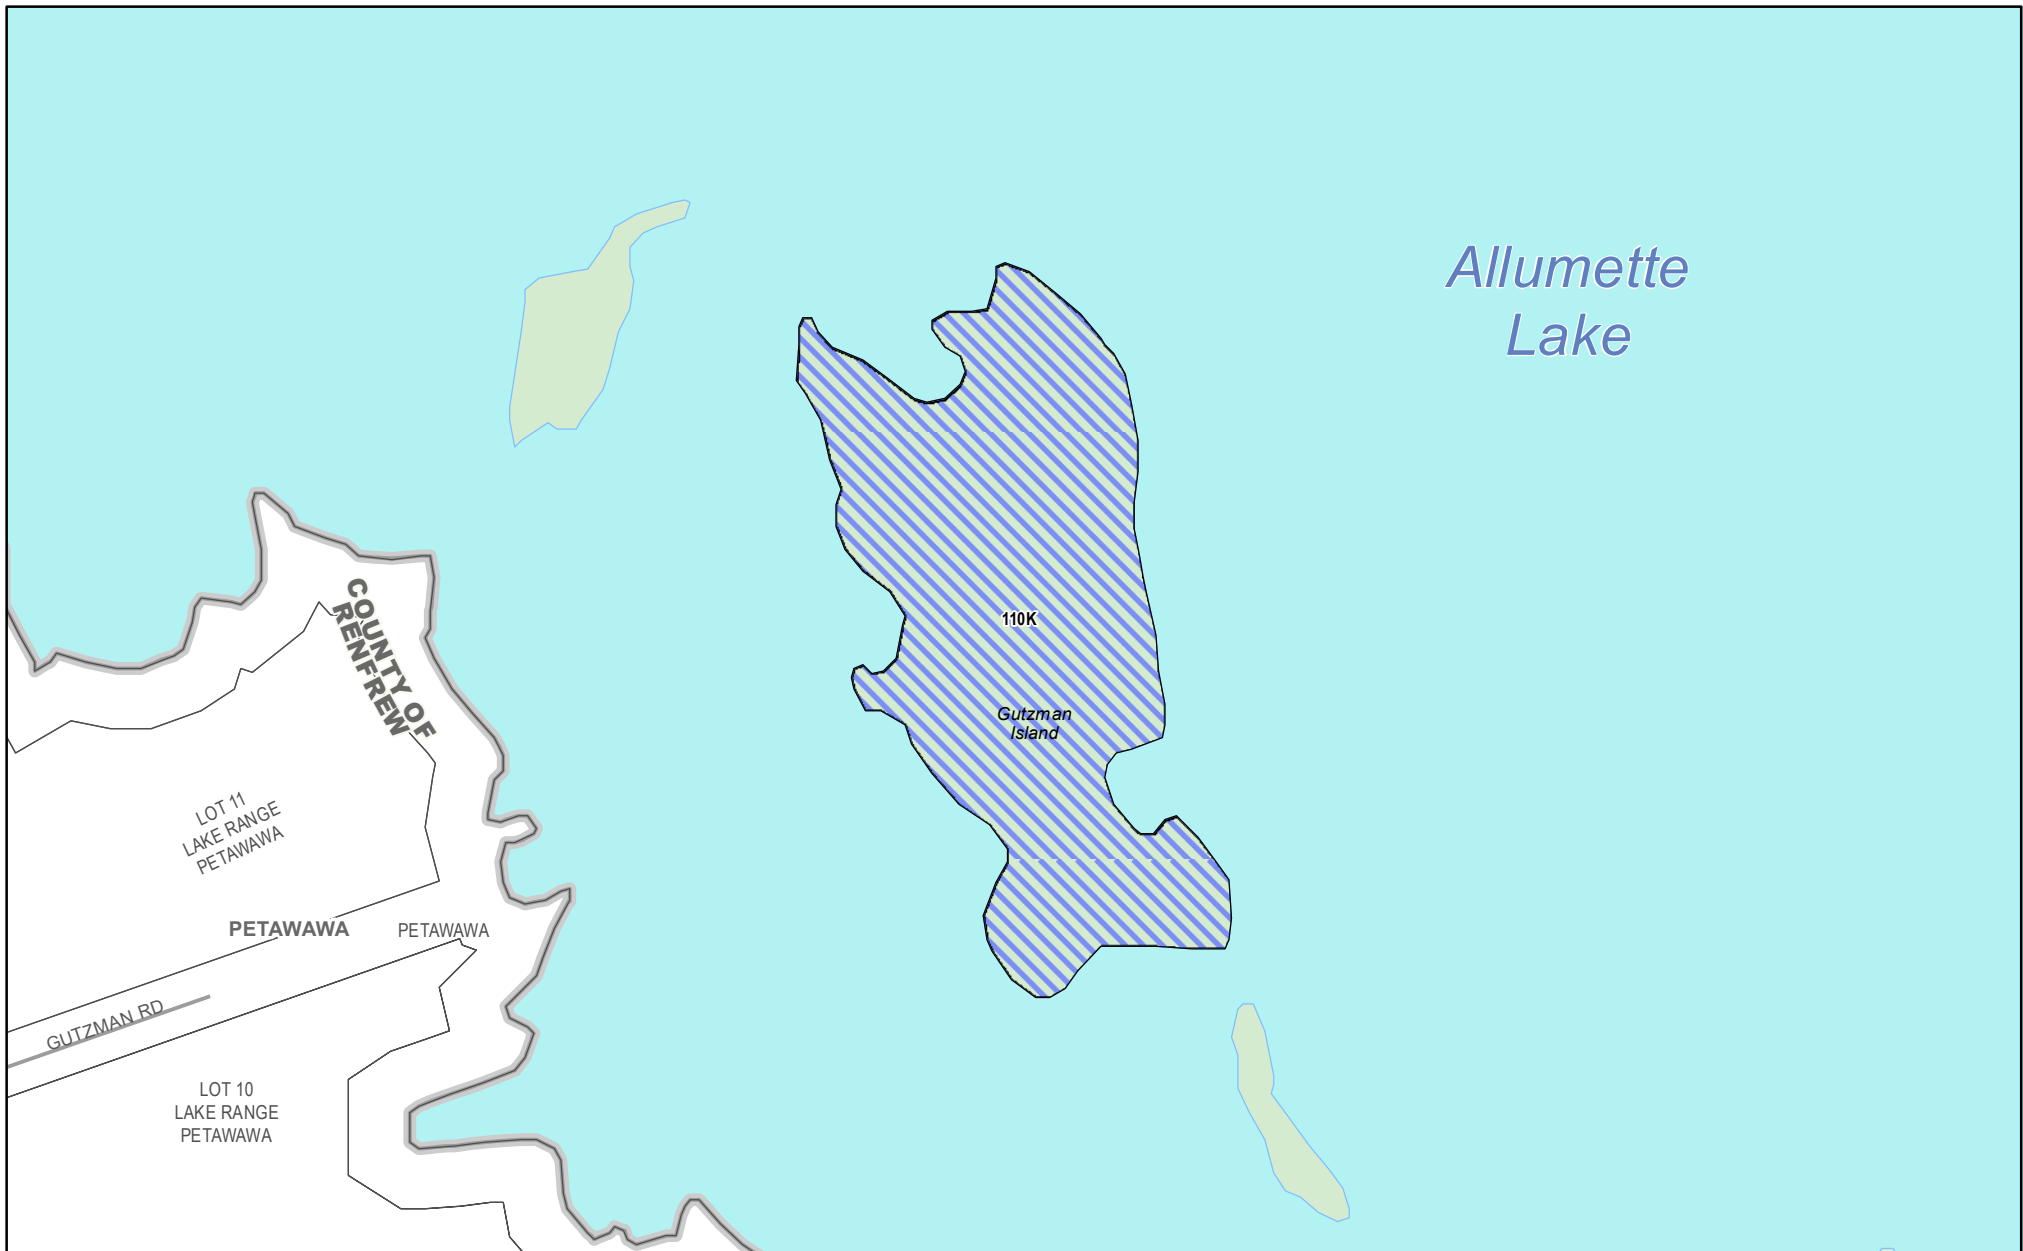 Allumette
Lake
COUNTY OF
RENFREW
110K
Gutzman
Island
LOT 11
LAKE RANGE
PETAWAWA
PETAWAWA
PETAWAWA
GUTZMAN RD
LOT 10
LAKE RANGE
PETAWAWA